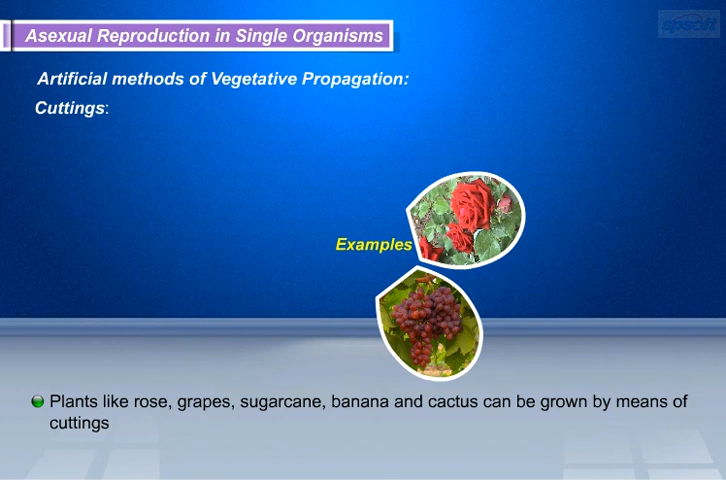 spsoft
Asexual Reproduction in Single Organisms
Artificial methods of Vegetative Propagation:
Cuttings:
Examples
Plants like rose, grapes, sugarcane, banana and cactus can be grown by means of
cuttings